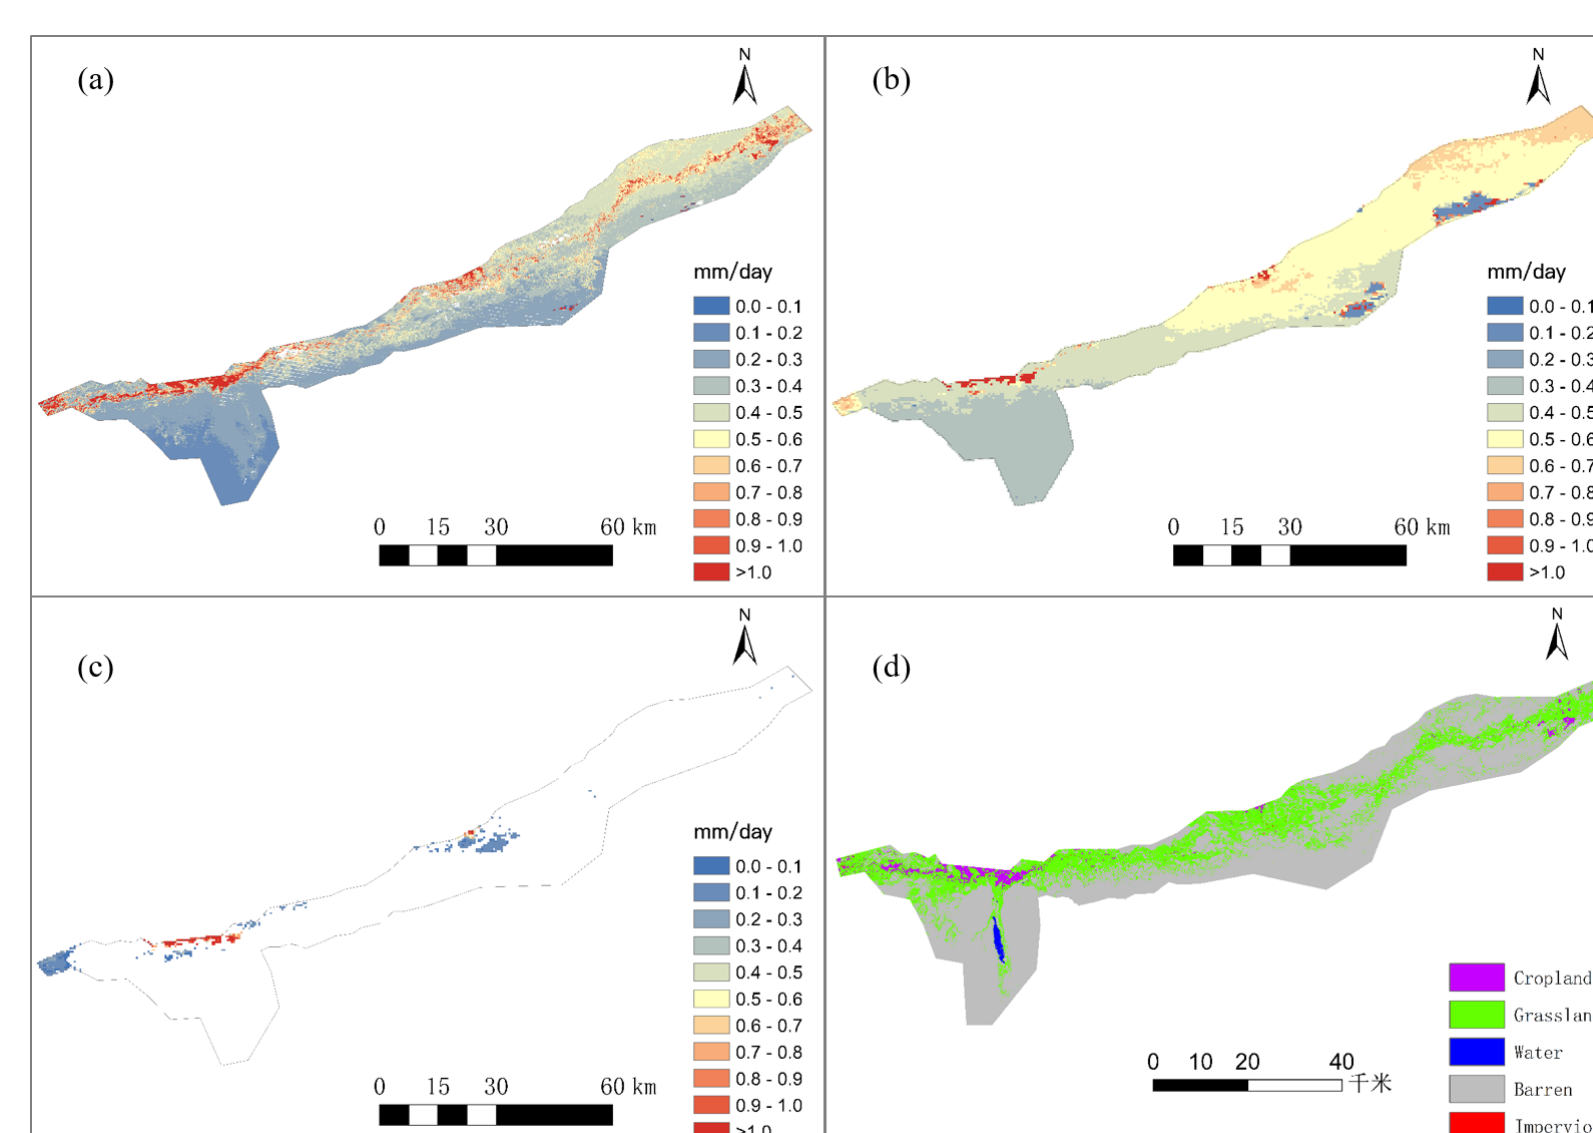 (a)
N
mm/day
0.0 - 0.1
0.1 - 0.2
0.2 - 0.3
0.3 - 0.4
0.4 - 0.5
0.5 - 0.6
0.6 - 0.7
0.7 - 0.8
0.8 - 0.9
0.9 - 1.0
>1.0
0 15 30 60 km
(b)
N
mm/day
0.0 - 0.1
0.1 - 0.2
0.2 - 0.3
0.3 - 0.4
0.4 - 0.5
0.5 - 0.6
0.6 - 0.7
0.7 - 0.8
0.8 - 0.9
0.9 - 1.0
>1.0
0 15 30 60 km
(c)
N
mm/day
0.0 - 0.1
0.1 - 0.2
0.2 - 0.3
0.3 - 0.4
0.4 - 0.5
0.5 - 0.6
0.6 - 0.7
0.7 - 0.8
0.8 - 0.9
0.9 - 1.0
>1.0
0 15 30 60 km
(d)
N
Cropland
Grasslan
Water
Barren
Impervio
0 10 20 40
千米